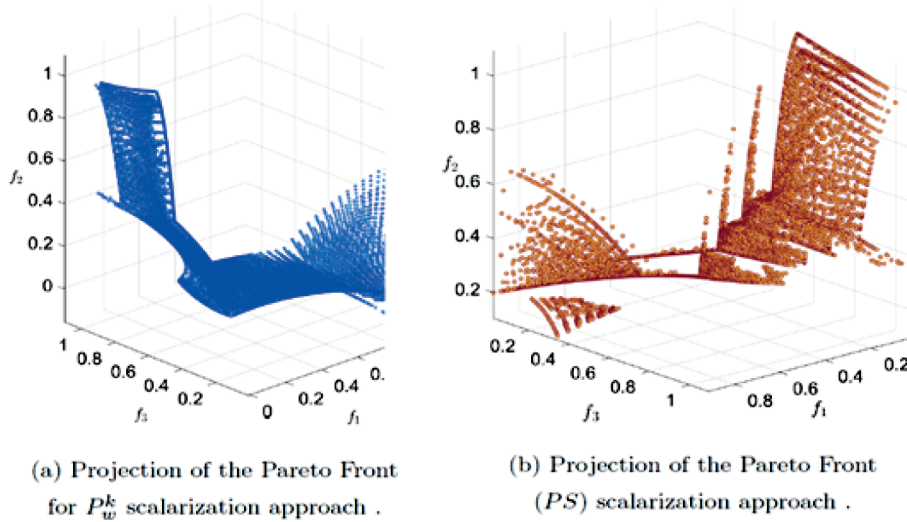 1
0.8
0.6
f₂
0.4
0.2
0
1
0.8
0.6
0.4
0.2
f₃
0
0.2
0.4
0.
f₁
1
0.8
f₂
0.6
0.4
0.2
0.2
0.4
0.6
0.8
1
f₃
0.8
0.6
0.4
0.2
f₁
(a) Projection of the Pareto Front
for Pᵏ_w scalarization approach .
(b) Projection of the Pareto Front
(PS) scalarization approach .